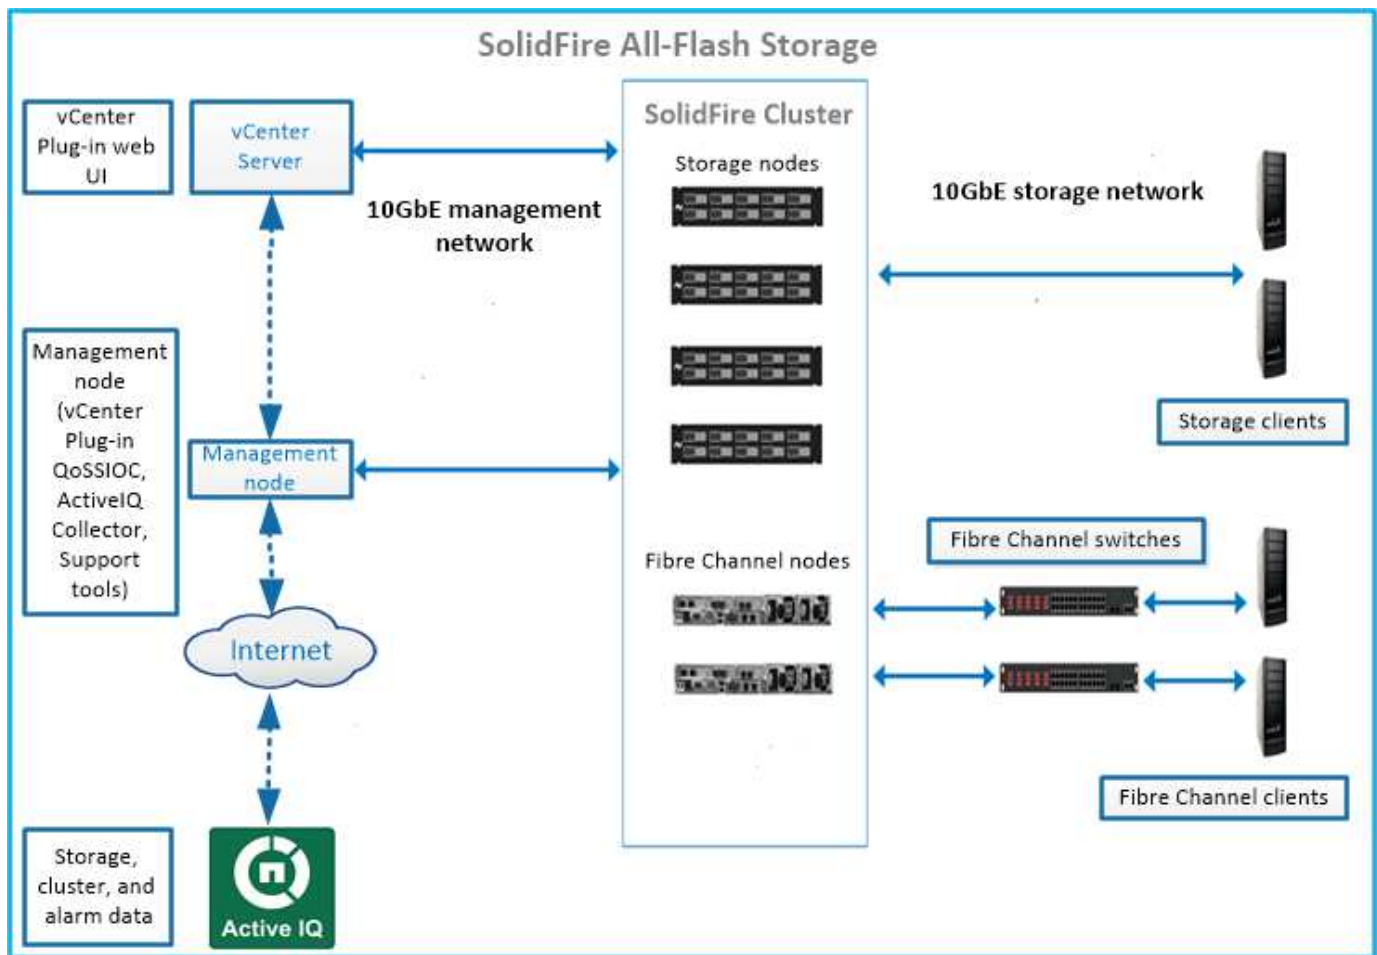 SolidFire All-Flash Storage
vCenter
Plug-in web
UI
vCenter
Server
10GbE management
network
SolidFire Cluster
Storage nodes
10GbE storage network
Storage clients
Management
node
(vCenter
Plug-in
QoSSIOC,
ActiveIQ
Collector,
Support
tools)
Management
node
Fibre Channel nodes
Fibre Channel switches
Fibre Channel clients
Internet
Storage,
cluster, and
alarm data
Active IQ